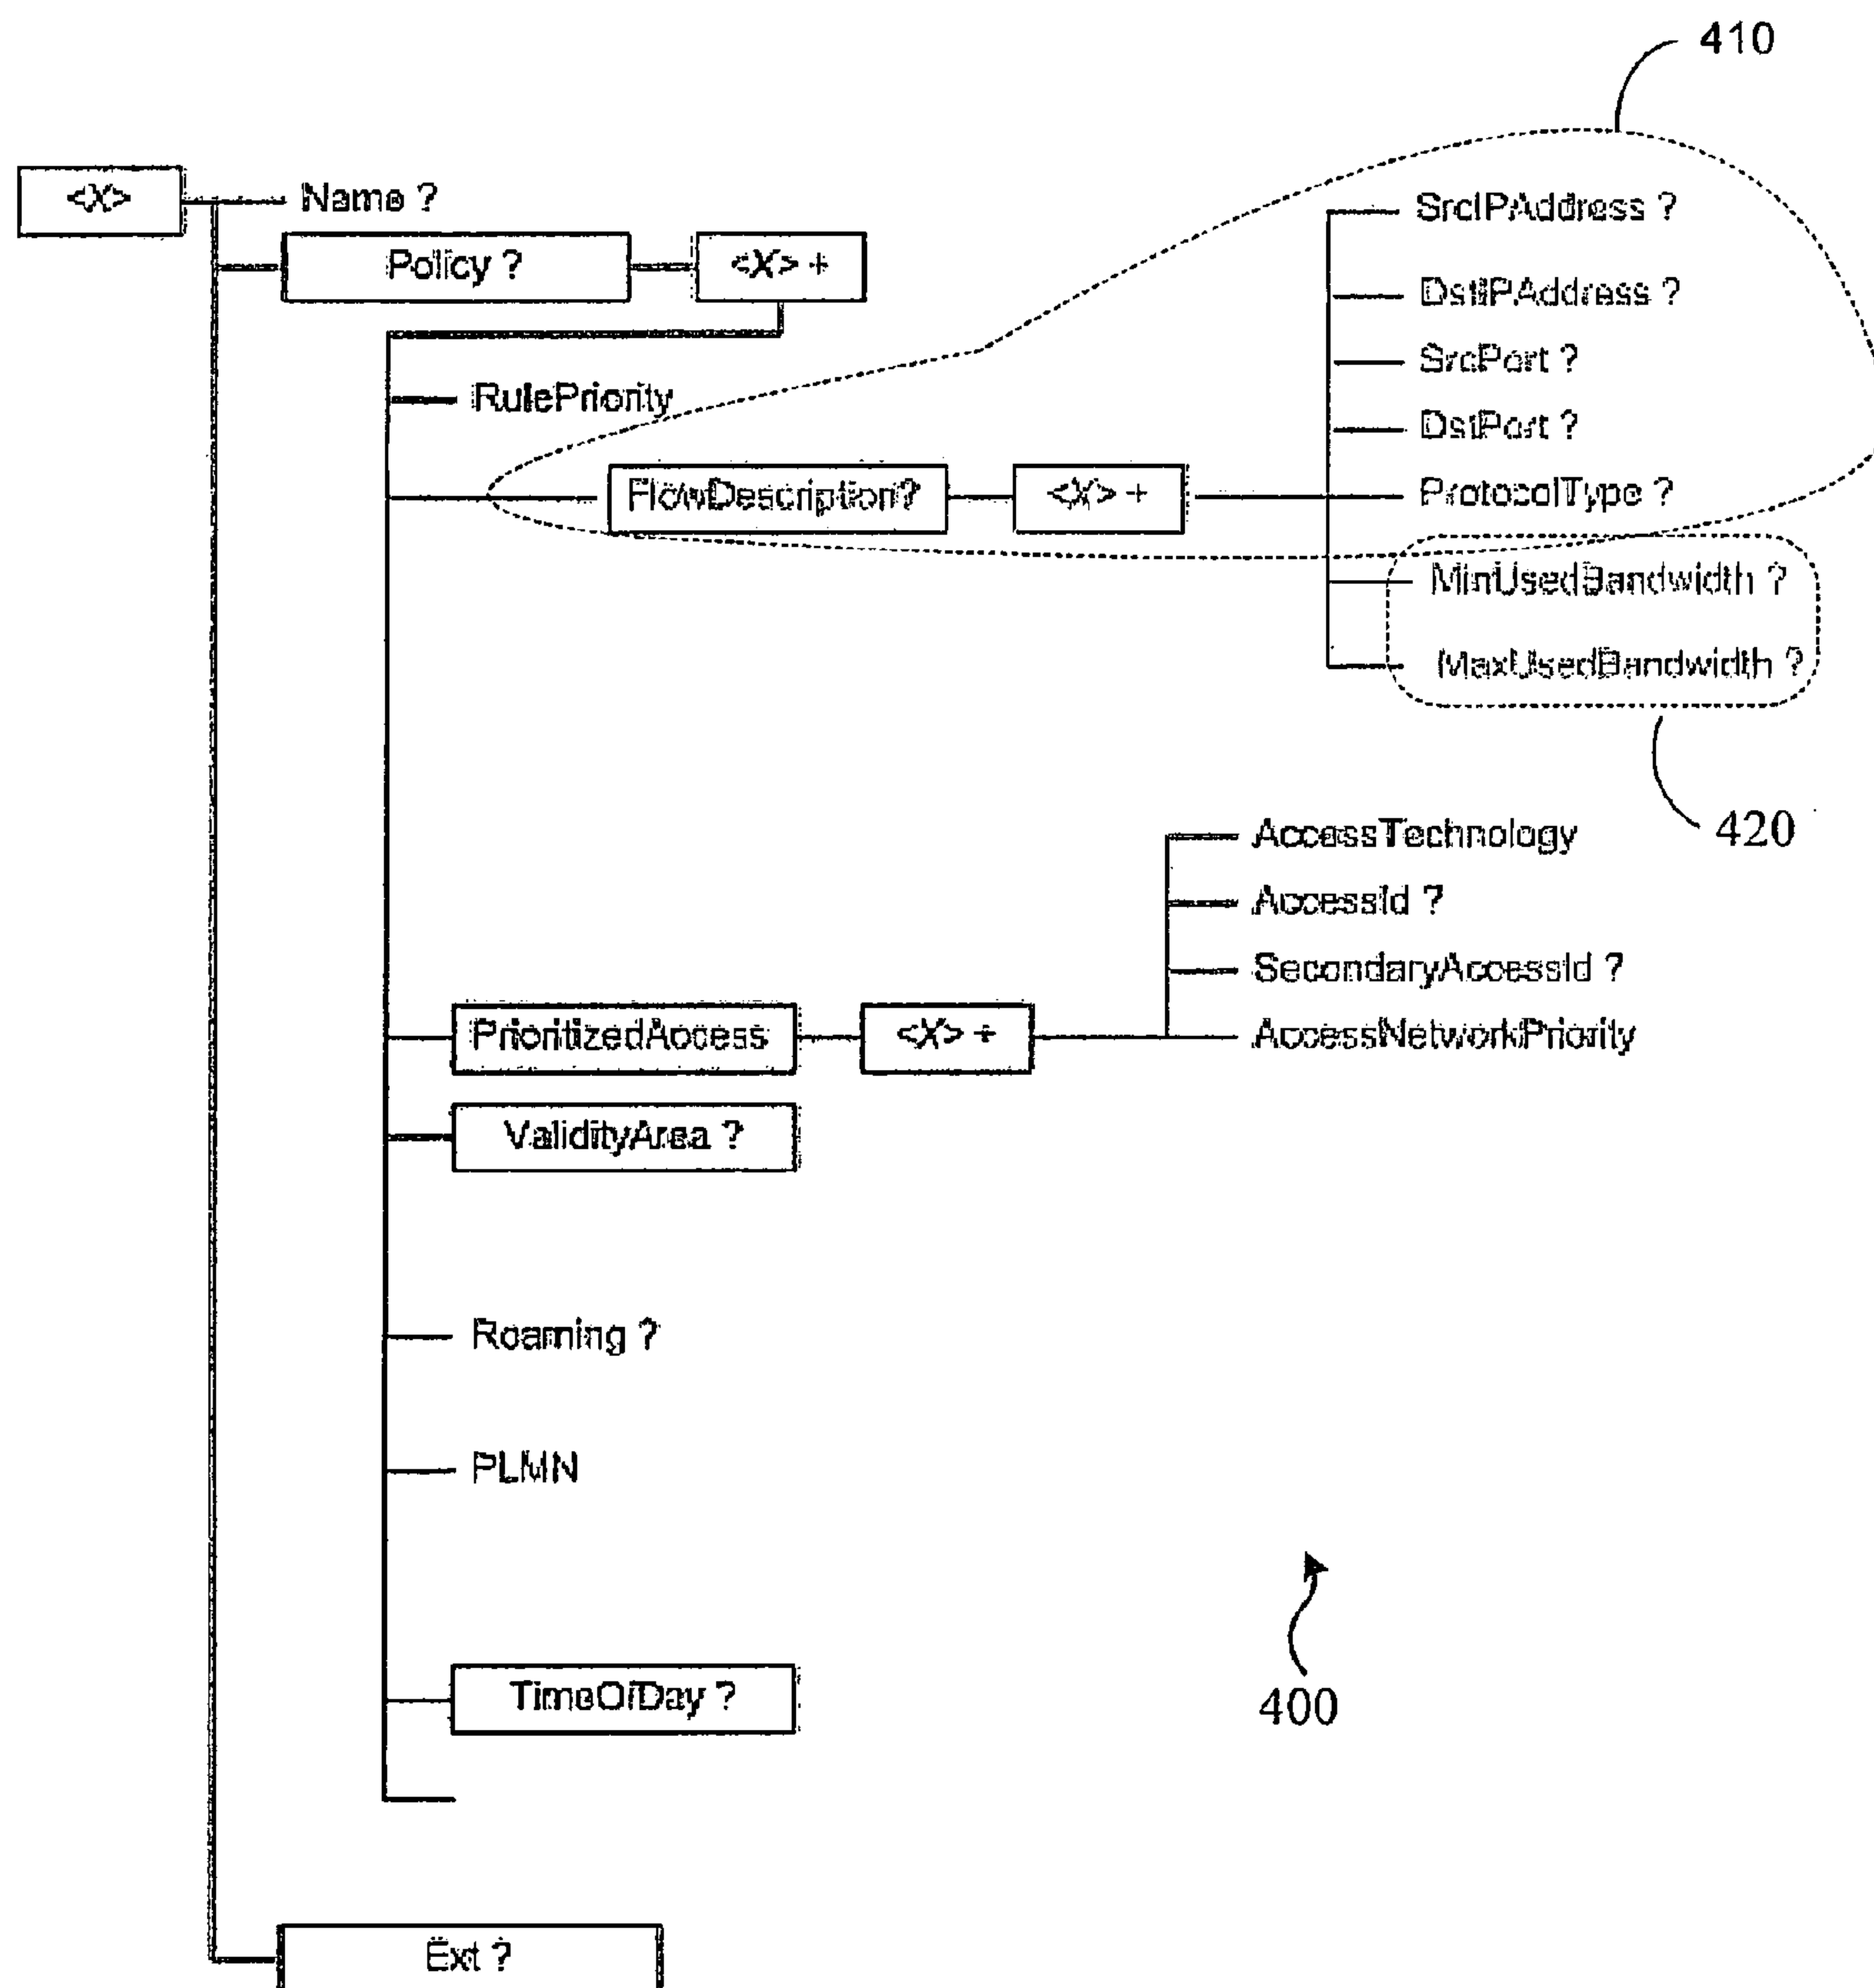 410
<X>
Name ?
SrcIPAddress ?
Policy ?
<X> +
DstIPAddress ?
SrcPort ?
RulePriority
DstPort ?
FlowDescription?
<X> +
ProtocolType ?
MinUsedBandwidth ?
MaxUsedBandwidth ?
AccessTechnology
420
AccessId ?
SecondaryAccessId ?
PrioritizedAccess
<X> +
AccessNetworkPriority
ValidityArea ?
Roaming ?
PLMN
TimeOfDay ?
400
Ext ?